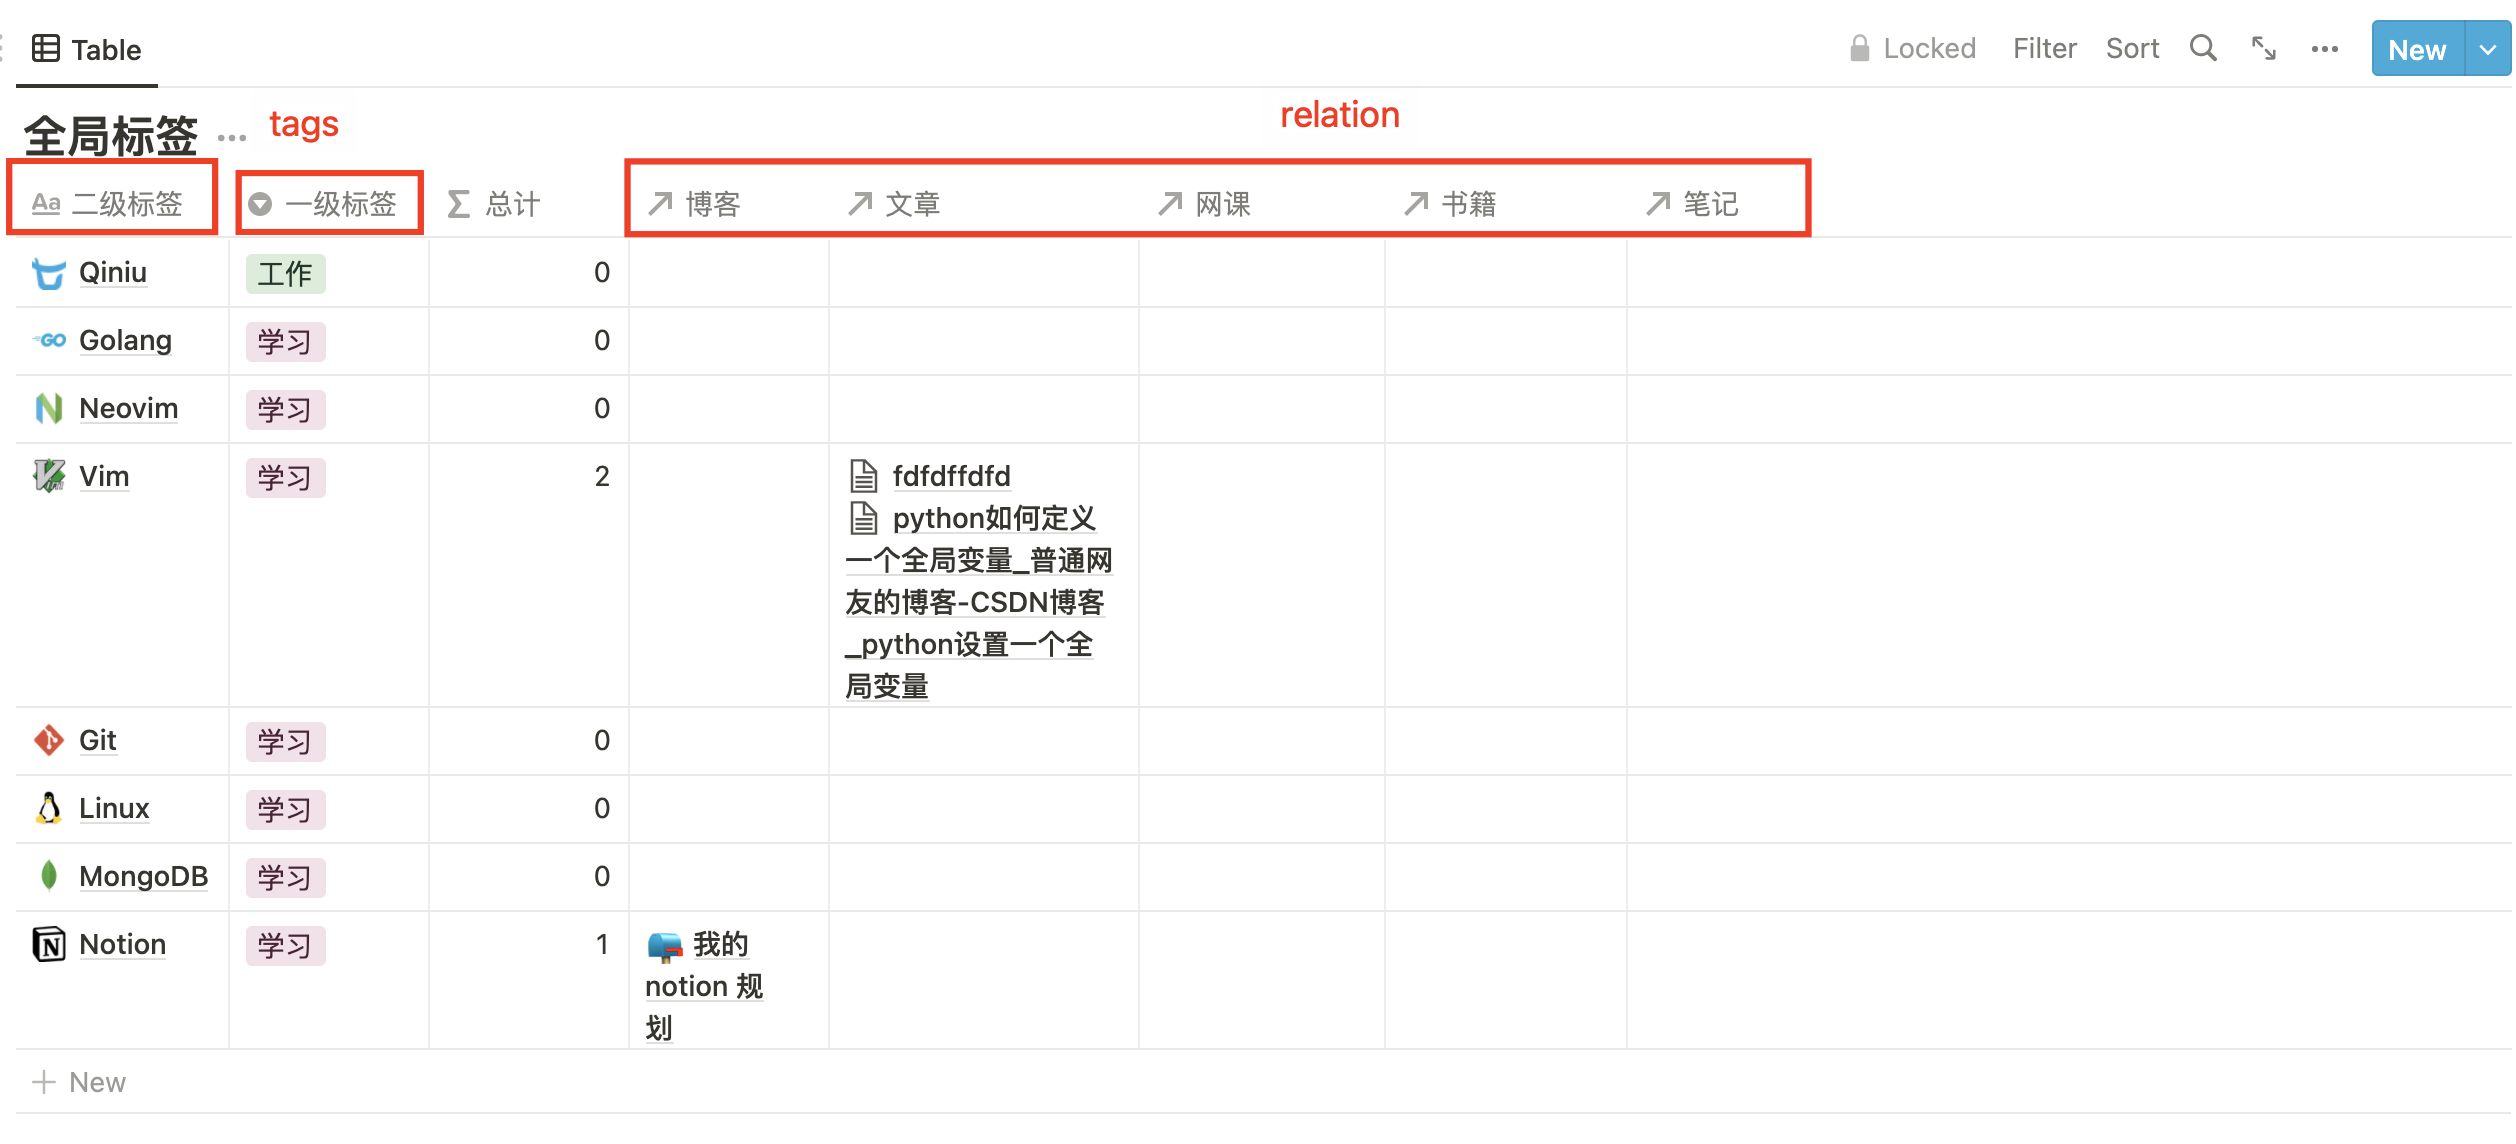 Table
Locked Filter Sort New
全局标签 ... tags relation
Aa 二级标签 一级标签 Σ 总计 博客 文章 网课 书籍 笔记
Qiniu 工作 0
Golang 学习 0
Neovim 学习 0
Vim 学习 2 fdfdffdfd
python如何定义
一个全局变量_普通网
友的博客-CSDN博客
_python设置一个全
局变量
Git 学习 0
Linux 学习 0
MongoDB 学习 0
Notion 学习 1 我的
notion 规
划
+ New